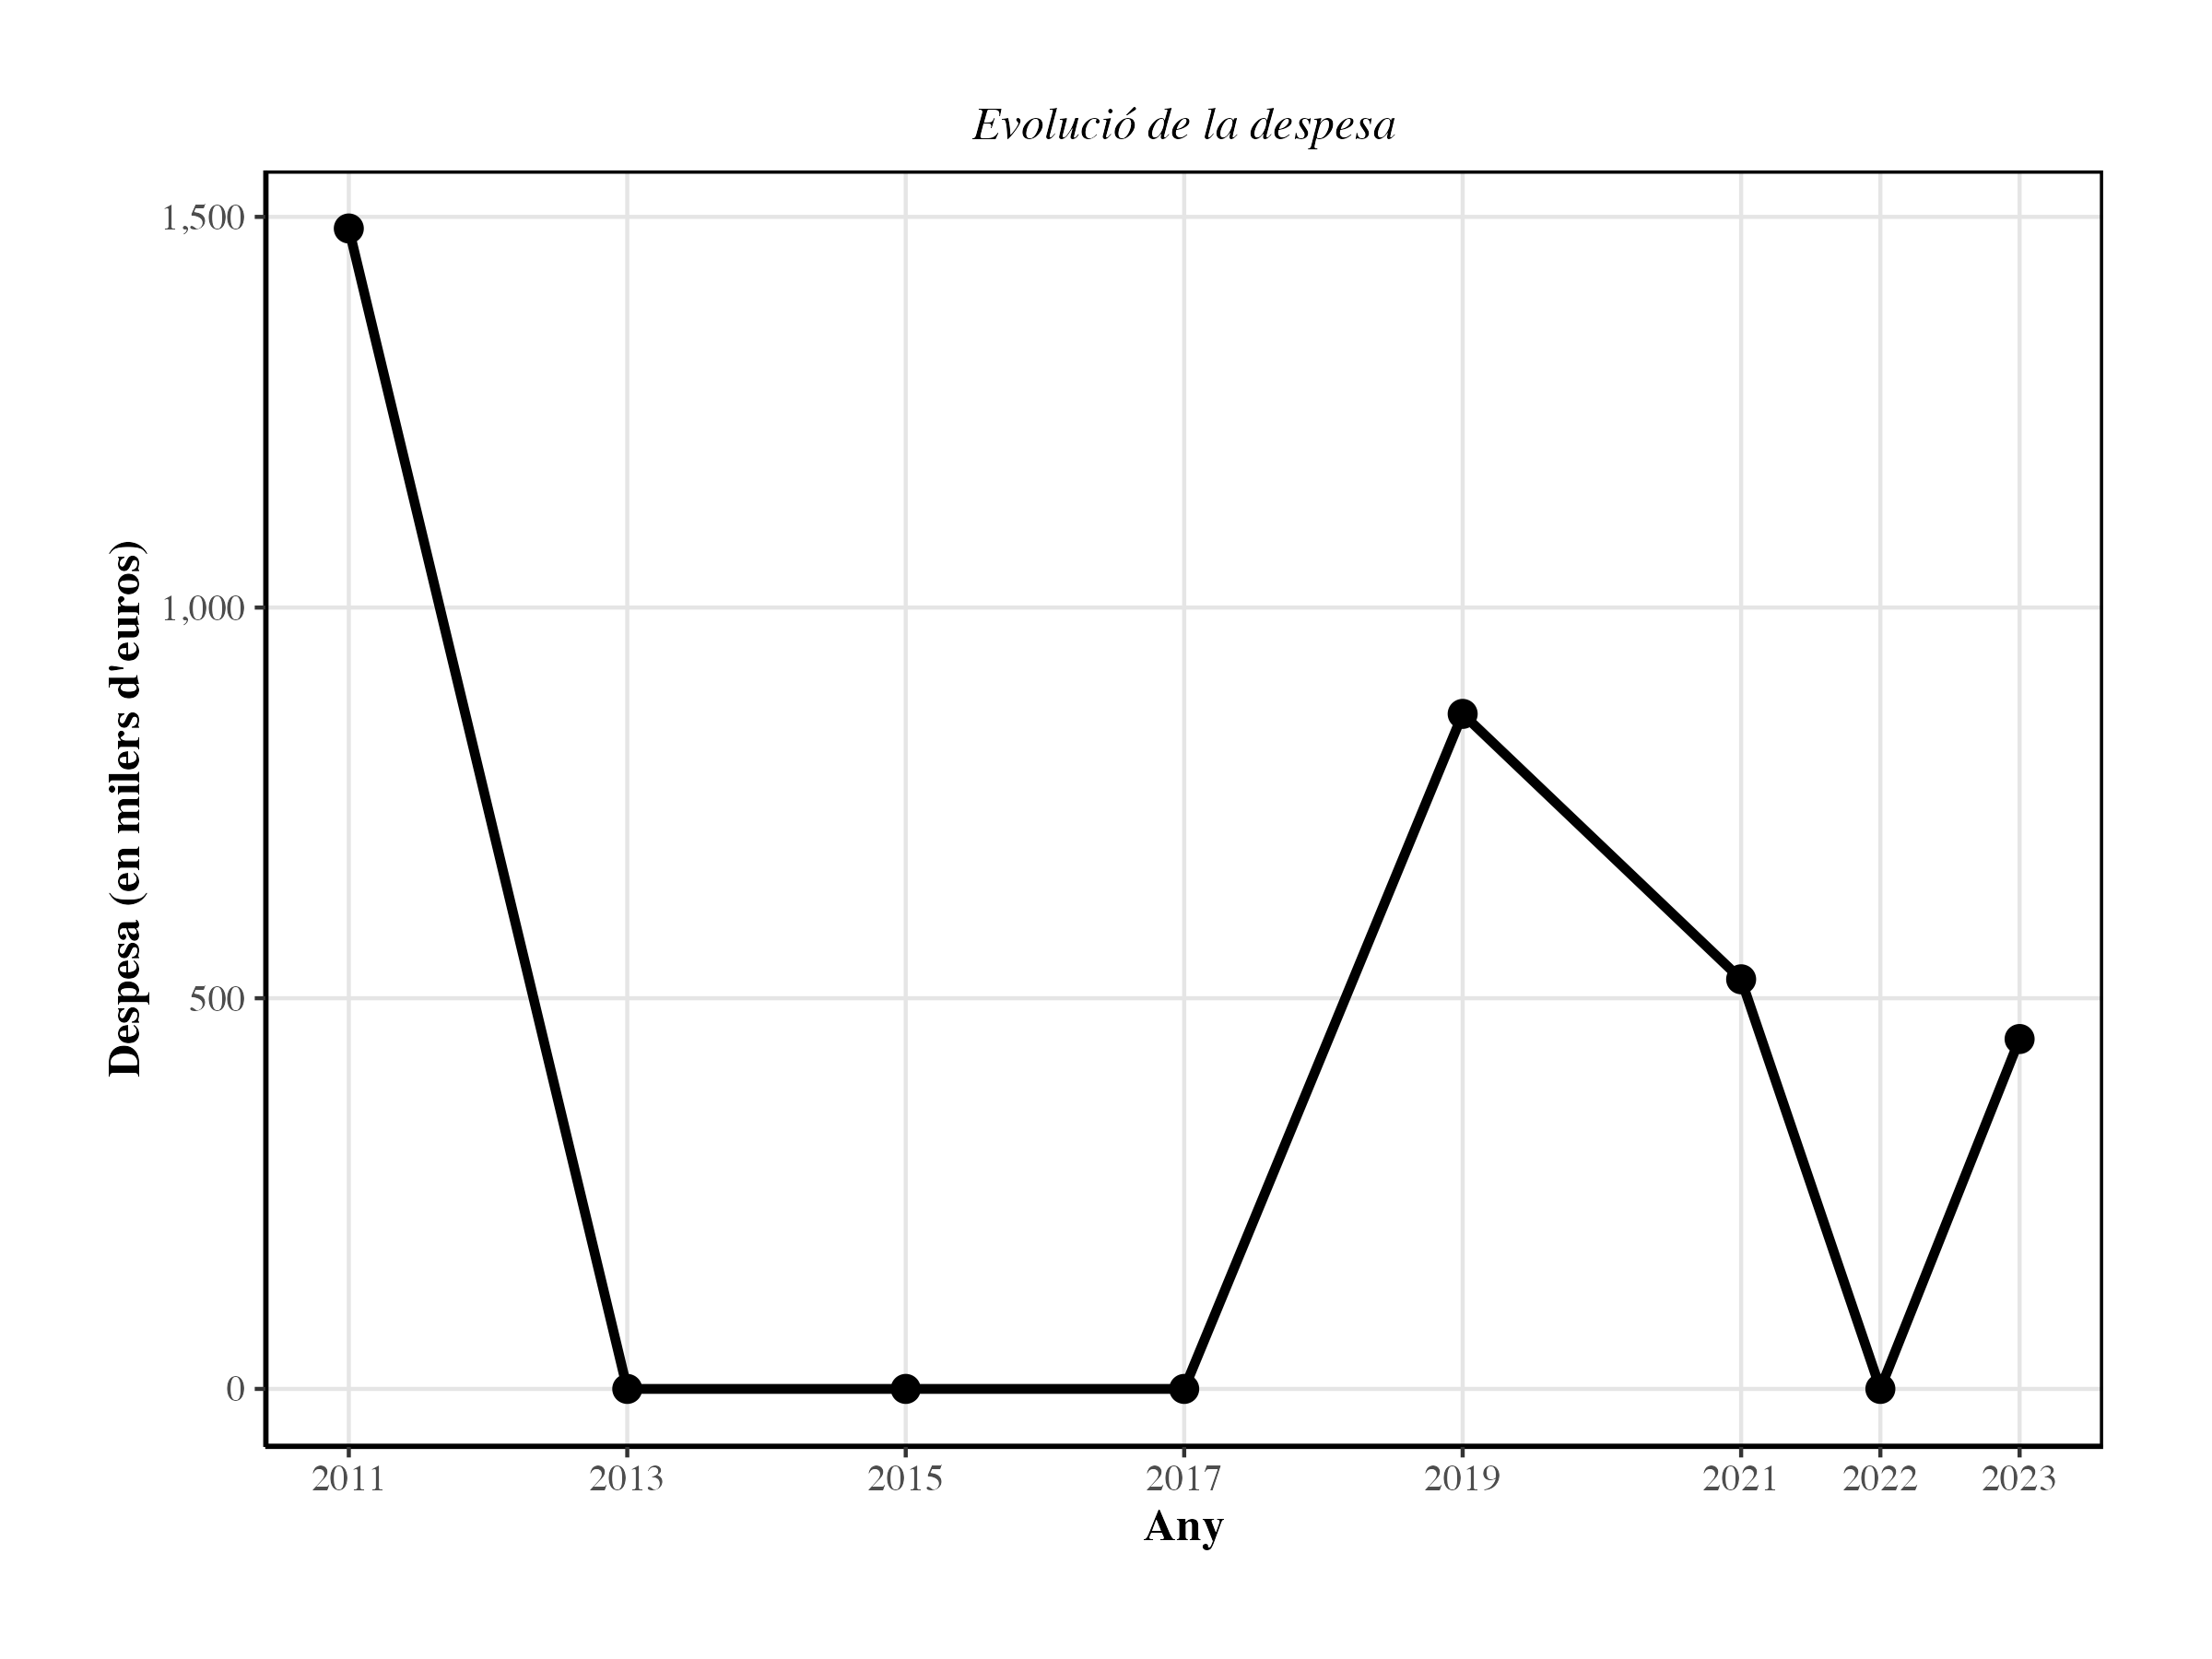 Evolució de la despesa
Despesa (en milers d'euros)
1,500
1,000
500
0
2011 2013 2015 2017 2019 2021 2022 2023
Any